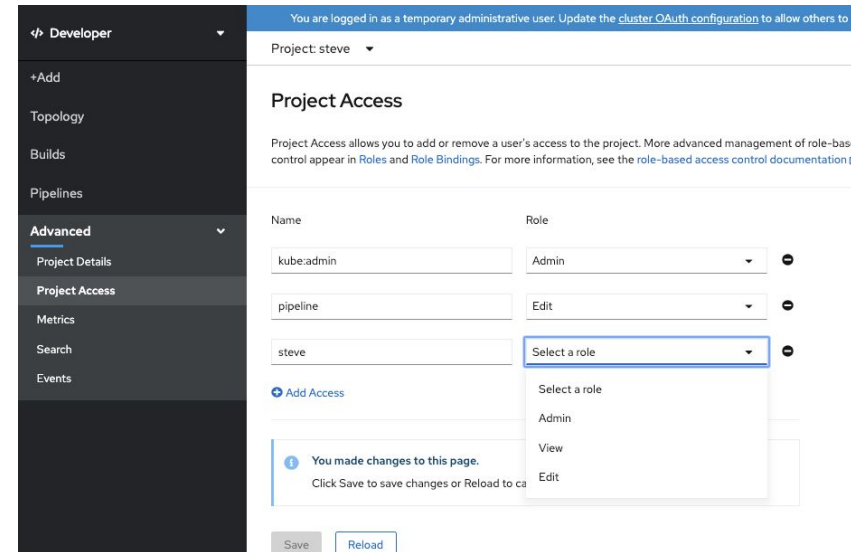 You are logged in as a temporary administrative user. Update the cluster OAuth configuration to allow others to
</> Developer
Project: steve
+Add
Topology
Builds
Pipelines
Advanced
Project Details
Project Access
Metrics
Search
Events
Project Access
Project Access allows you to add or remove a user's access to the project. More advanced management of role-bas
control appear in Roles and Role Bindings. For more information, see the role-based access control documentation
Name Role
kube:admin Admin
pipeline Edit
steve Select a role
Select a role
Admin
View
Edit
Add Access
You made changes to this page.
Click Save to save changes or Reload to ca
Save Reload